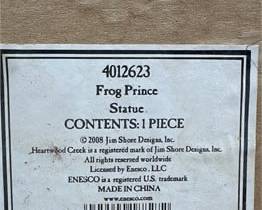 4012623
Frog Prince
Statue
CONTENTS: 1 PIECE
© 2008 Jim Shore Designs, Inc.
Heartwood Creek is a registered mark of Jim Shore Designs, Inc.
All rights reserved worldwide
Licensed by Enesco, LLC
ENESCO is a registered U.S. trademark
MADE IN CHINA
www.enesco.com